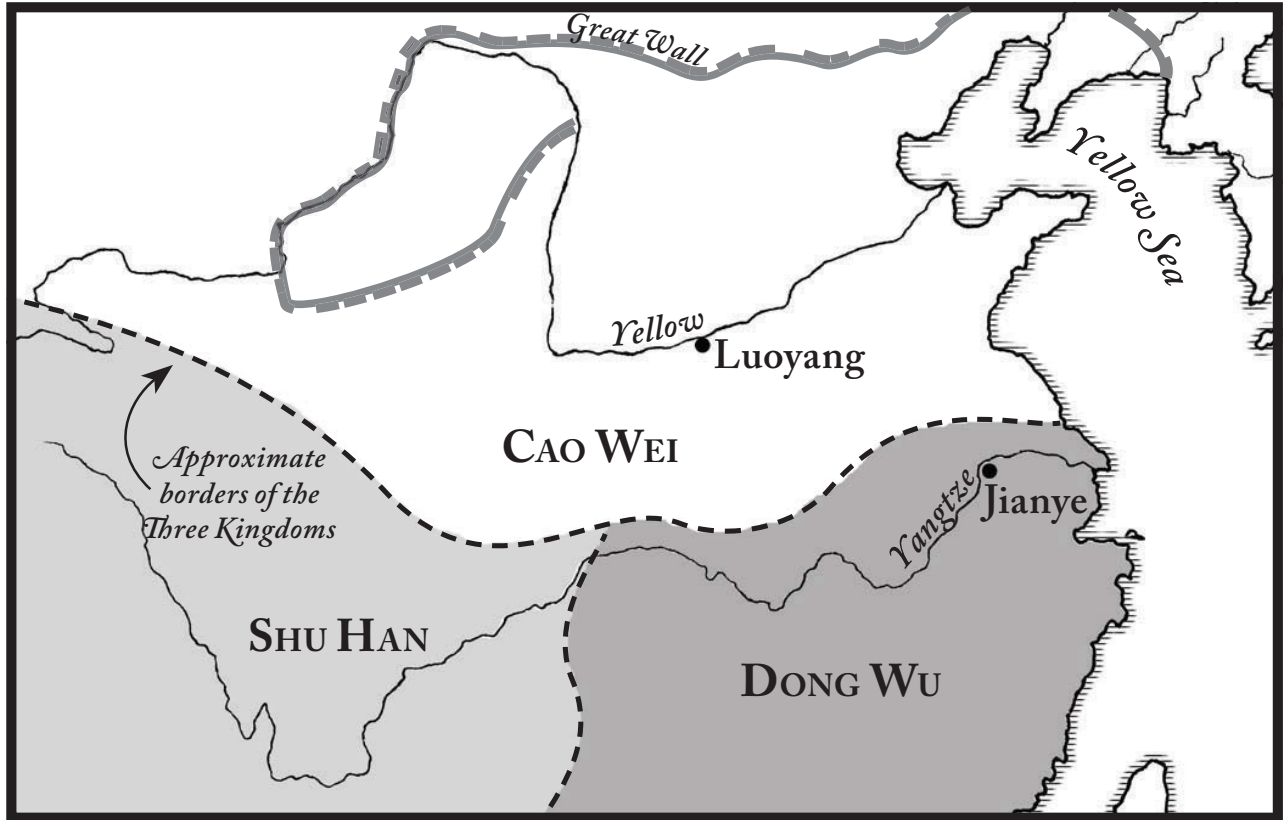 Great Wall
Yellow Sea
Yellow
Luoyang
Cao Wei
Approximate
borders of the
Three Kingdoms
Yangtze
Jianye
Shu Han
Dong Wu